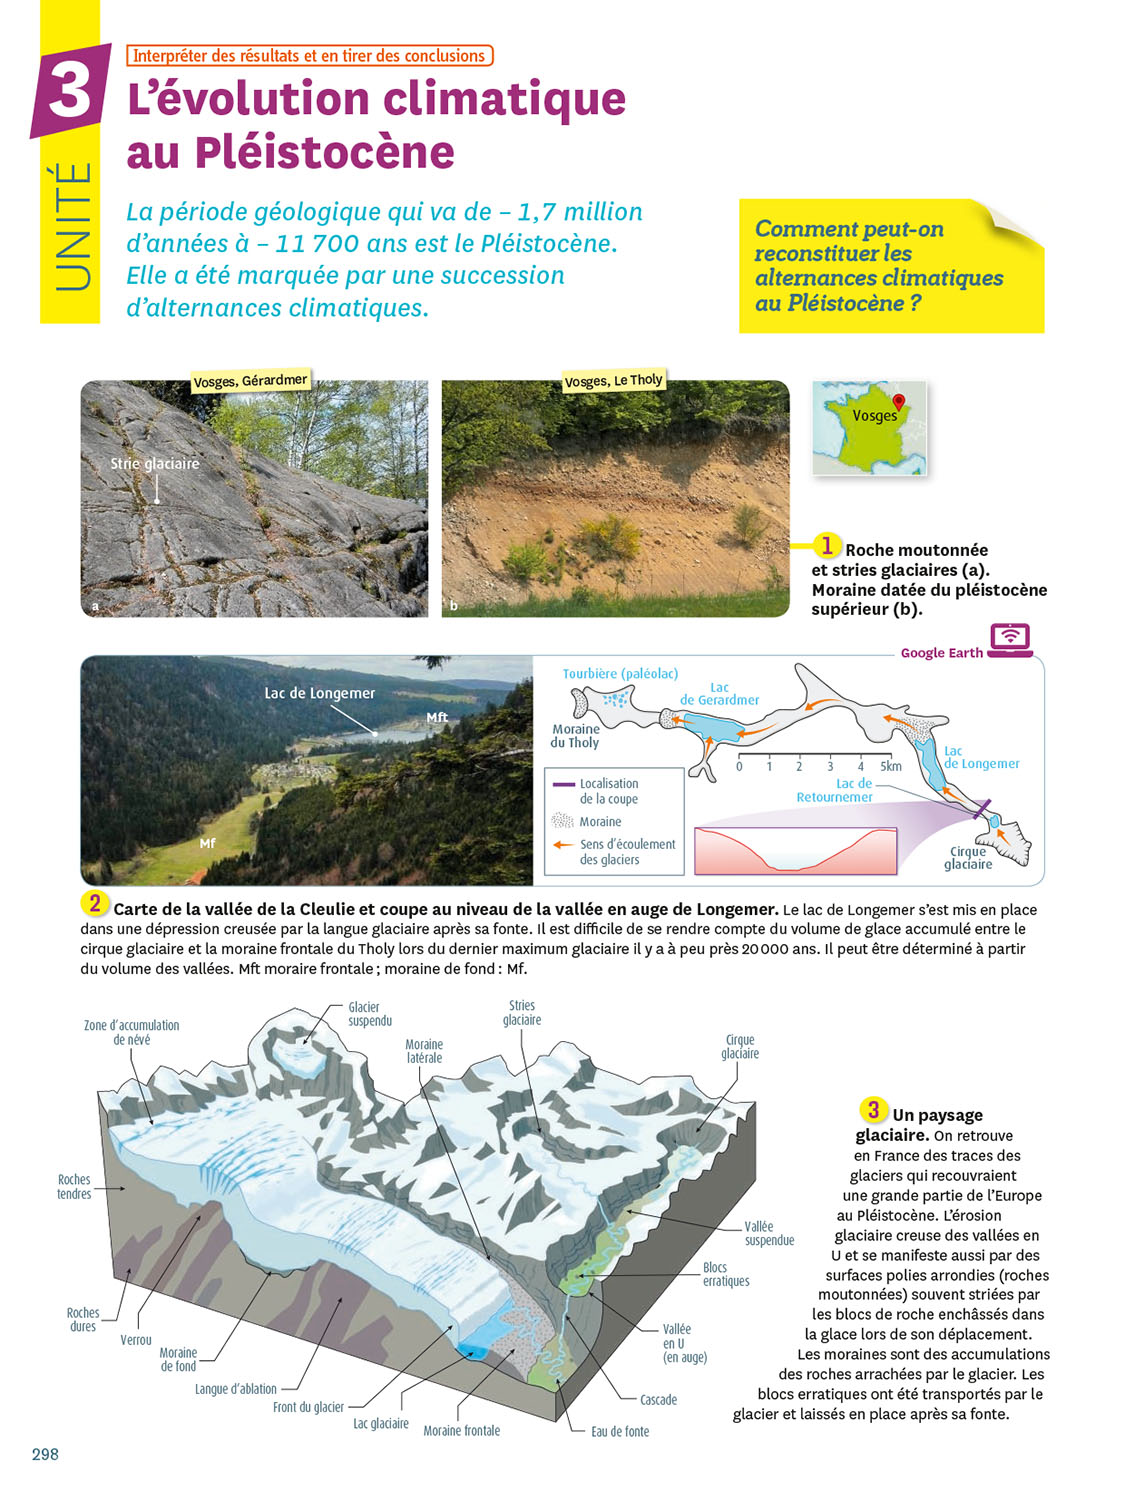 Interpréter des résultats et en tirer des conclusions
3
UNITÉ
L'évolution climatique
au Pléistocène
La période géologique qui va de – 1,7 million
d'années à – 11 700 ans est le Pléistocène.
Elle a été marquée par une succession
d'alternances climatiques.
Comment peut-on
reconstituer les
alternances climatiques
au Pléistocène ?
Vosges, Gérardmer
Strie glaciaire
a
Vosges, Le Tholy
b
Vosges
1 Roche moutonnée
et stries glaciaires (a).
Moraine datée du pléistocène
supérieur (b).
Google Earth
Lac de Longemer
Mft
Mf
Tourbière (paléolac)
Lac
de Gerardmer
Moraine
du Tholy
0 1 2 3 4 5km
Lac
de Longemer
Lac de
Retournemer
Cirque
glaciaire
Localisation
de la coupe
Moraine
Sens d'écoulement
des glaciers
2 Carte de la vallée de la Cleulie et coupe au niveau de la vallée en auge de Longemer. Le lac de Longemer s'est mis en place
dans une dépression creusée par la langue glaciaire après sa fonte. Il est difficile de se rendre compte du volume de glace accumulé entre le
cirque glaciaire et la moraine frontale du Tholy lors du dernier maximum glaciaire il y a à peu près 20 000 ans. Il peut être déterminé à partir
du volume des vallées. Mft moraire frontale ; moraine de fond : Mf.
Zone d'accumulation
de névé
Glacier
suspendu
Moraine
latérale
Stries
glaciaire
Cirque
glaciaire
Roches
tendres
Roches
dures
Verrou
Moraine
de fond
Langue d'ablation
Front du glacier
Lac glaciaire
Moraine frontale
Eau de fonte
Cascade
Vallée
en U
(en auge)
Blocs
erratiques
Vallée
suspendue
3 Un paysage
glaciaire. On retrouve
en France des traces des
glaciers qui recouvraient
une grande partie de l'Europe
au Pléistocène. L'érosion
glaciaire creuse des vallées en
U et se manifeste aussi par des
surfaces polies arrondies (roches
moutonnées) souvent striées par
les blocs de roche enchâssés dans
la glace lors de son déplacement.
Les moraines sont des accumulations
des roches arrachées par le glacier. Les
blocs erratiques ont été transportés par le
glacier et laissés en place après sa fonte.
298